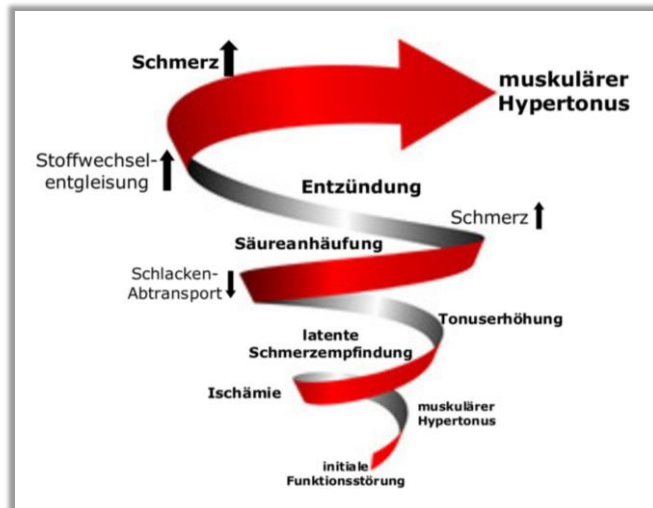 Schmerz
muskulärer
Hypertonus
Stoffwechsel-
entgleisung
Entzündung
Schmerz
Säureanhäufung
Schlacken-
Abtransport
Tonuserhöhung
latente
Schmerzempfindung
Ischämie
muskulärer
Hypertonus
initiale
Funktionsstörung